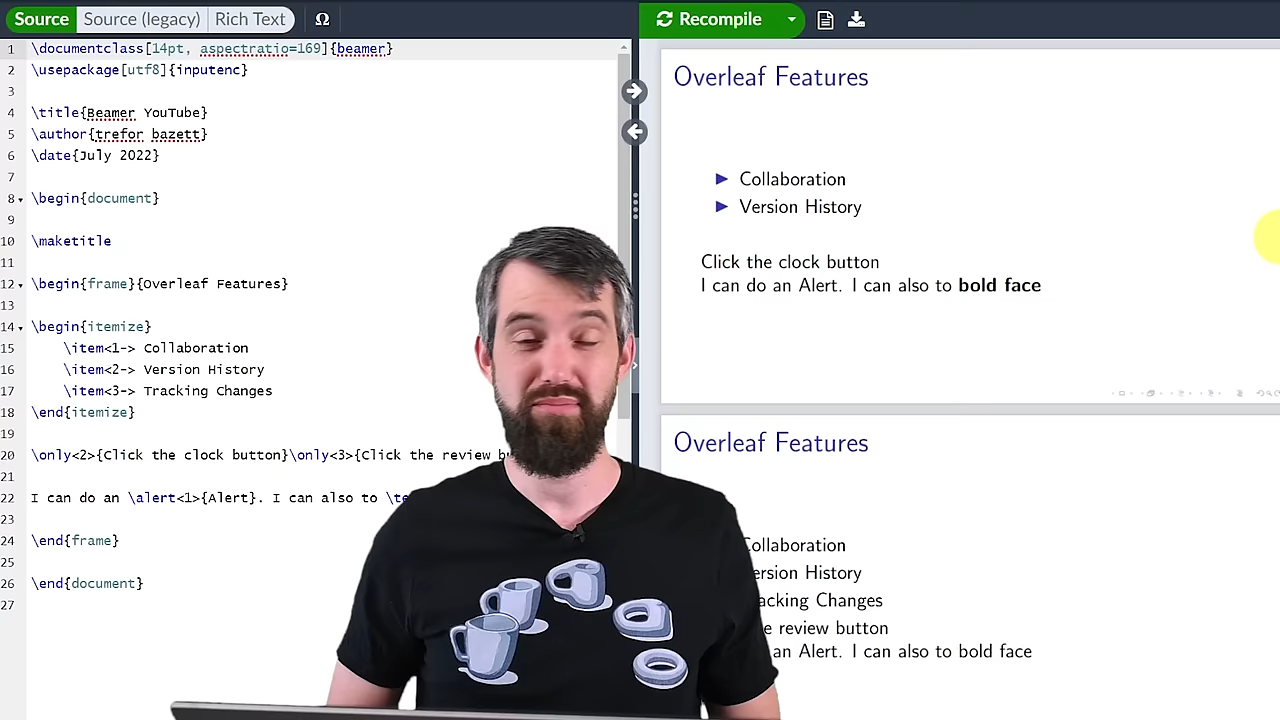 Source Source (legacy) Rich Text Ω
Recompile
1 \documentclass[14pt, aspectratio=169]{beamer}
2 \usepackage[utf8]{inputenc}
3
4 \title{Beamer YouTube}
5 \author{trefor bazett}
6 \date{July 2022}
7
8 \begin{document}
9
10 \maketitle
11
12 \begin{frame}{Overleaf Features}
13
14 \begin{itemize}
15 \item<1-> Collaboration
16 \item<2-> Version History
17 \item<3-> Tracking Changes
18 \end{itemize}
19
20 \only<2>{Click the clock button}\only<3>{Click the review b
21
22 I can do an \alert<1>{Alert}. I can also to \te
23
24 \end{frame}
25
26 \end{document}
27
Overleaf Features
Collaboration
Version History
Click the clock button
I can do an Alert. I can also to bold face
Overleaf Features
Collaboration
ersion History
acking Changes
e review button
an Alert. I can also to bold face